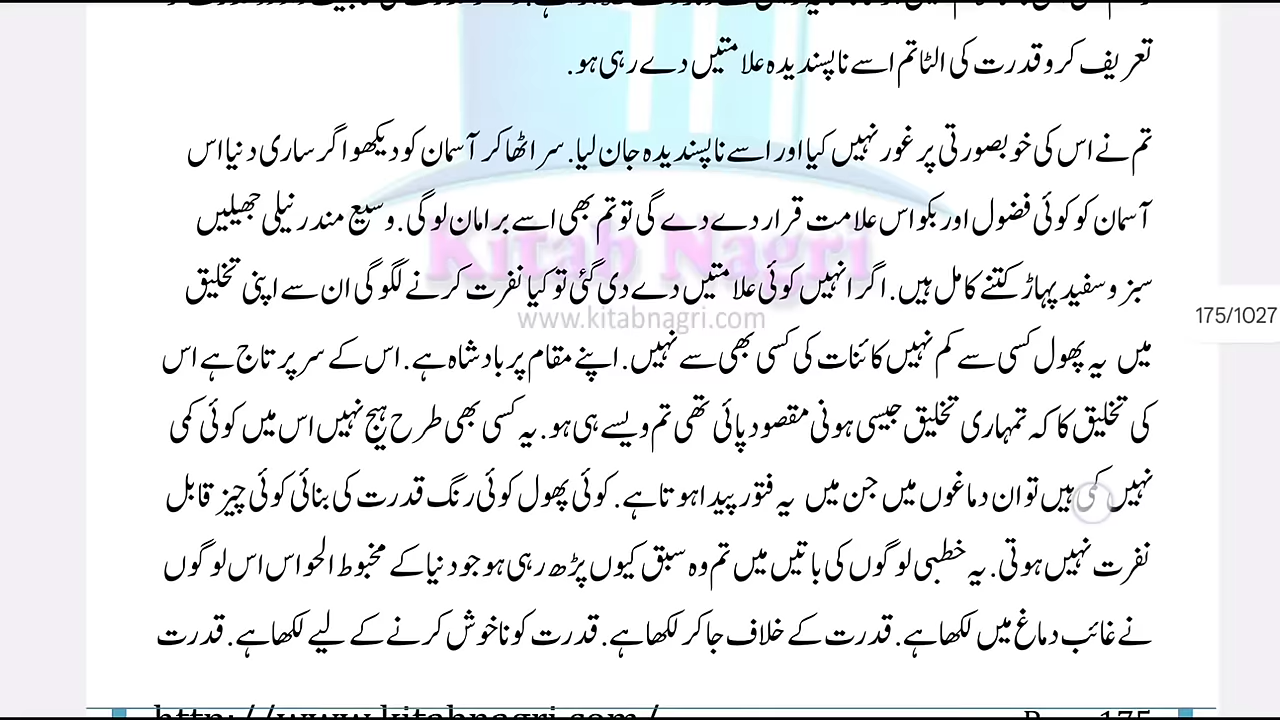 تعریف کرو قدرت کی الٹا تم اسے ناپسندیدہ علامتیں دے رہی ہو.
تم نے اس کی خوبصورتی پر غور نہیں کیا اور اسے ناپسندیدہ جان لیا. سر اٹھا کر آسمان کو دیکھو اگر ساری دنیا اس
آسمان کو کوئی فضول اور بکواس علامت قرار دے دے گی تو تم بھی اسے برا مان لو گی. وسیع مندر نیلی جھیلیں
سبز و سفید پہاڑ کتنے کامل ہیں. اگر انہیں کوئی علامتیں دے دی گئی تو کیا نفرت کرنے لگو گی ان سے اپنی تخلیق
میں یہ پھول کسی سے کم نہیں کائنات کی کسی بھی سے نہیں. اپنے مقام پر بادشاہ ہے. اس کے سر پر تاج ہے اس
کی تخلیق کا کہ تمہاری تخلیق جیسی ہونی مقصود پائی تھی تم ویسے ہی ہو. یہ کسی بھی طرح ہیچ نہیں اس میں کوئی کمی
نہیں کمی ہیں تو ان دماغوں میں جن میں یہ فتور پیدا ہوتا ہے. کوئی پھول کوئی رنگ قدرت کی بنائی کوئی چیز قابل
نفرت نہیں ہوتی. یہ خطبی لوگوں کی باتیں میں تم وہ سبق کیوں پڑھ رہی ہو جو دنیا کے مخبوط الحواس اس لوگوں
نے غائب دماغ میں لکھا ہے. قدرت کے خلاف جا کر لکھا ہے. قدرت کو ناخوش کرنے کے لیے لکھا ہے. قدرت
Kitab Nagri
www.kitabnagri.com
175/1027
http://www.kitabnagri.com/